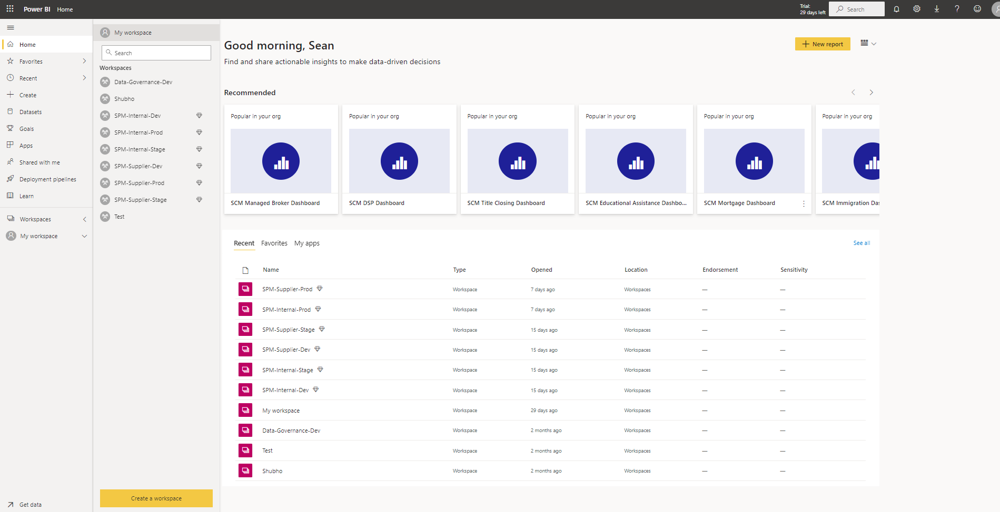 Power BI Home
Trial:
29 days left
Search
Home
Favorites
Recent
Create
Datasets
Goals
Apps
Shared with me
Deployment pipelines
Learn
Workspaces
My workspace
Get data
My workspace
Search
Workspaces
Data-Governance-Dev
Shubho
SPM-Internal-Dev
SPM-Internal-Prod
SPM-Internal-Stage
SPM-Supplier-Dev
SPM-Supplier-Prod
SPM-Supplier-Stage
Test
Create a workspace
Good morning, Sean
Find and share actionable insights to make data-driven decisions
New report
Recommended
Popular in your org
SCM Managed Broker Dashboard
Popular in your org
SCM DSP Dashboard
Popular in your org
SCM Title Closing Dashboard
Popular in your org
SCM Educational Assistance Dashbo...
Popular in your org
SCM Mortgage Dashboard
Popular in your org
SCM Immigration Das
Recent Favorites My apps
See all
Name Type Opened Location Endorsement Sensitivity
SPM-Supplier-Prod Workspace 7 days ago Workspaces — —
SPM-Internal-Prod Workspace 7 days ago Workspaces — —
SPM-Supplier-Stage Workspace 15 days ago Workspaces — —
SPM-Supplier-Dev Workspace 15 days ago Workspaces — —
SPM-Internal-Stage Workspace 15 days ago Workspaces — —
SPM-Internal-Dev Workspace 15 days ago Workspaces — —
My workspace Workspace 29 days ago Workspaces — —
Data-Governance-Dev Workspace 2 months ago Workspaces — —
Test Workspace 2 months ago Workspaces — —
Shubho Workspace 2 months ago Workspaces — —